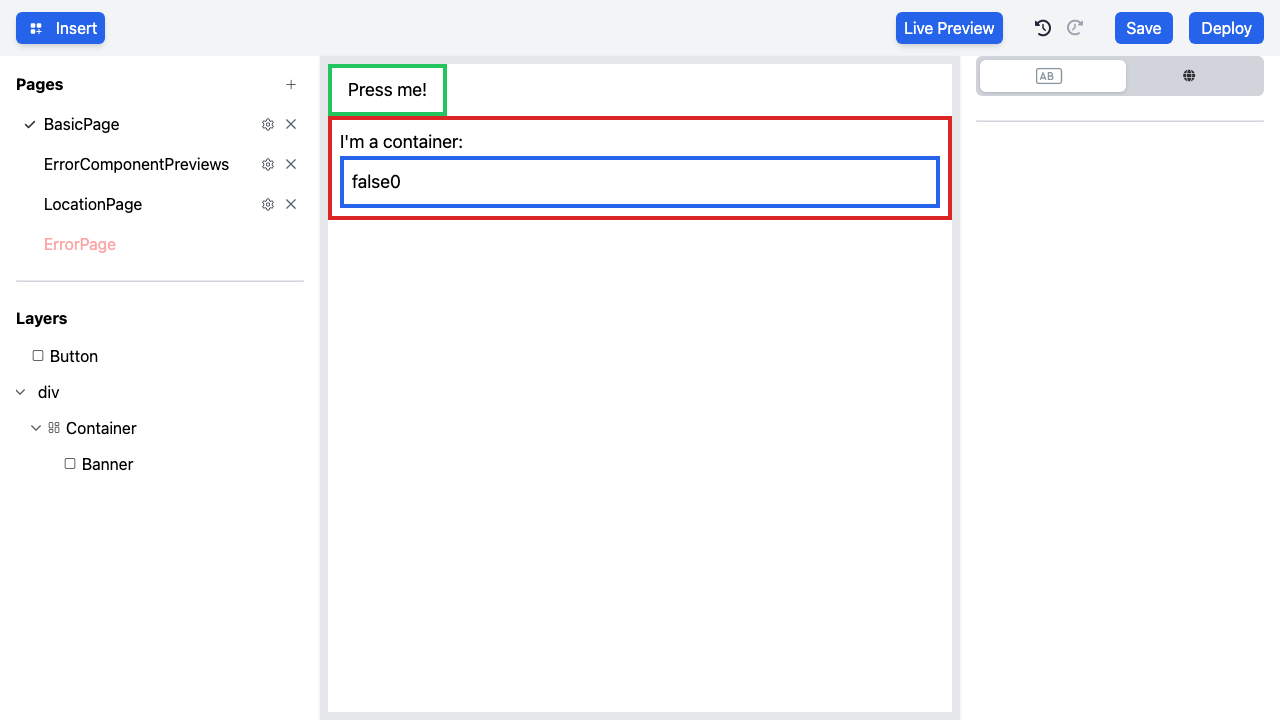 Insert
Live Preview
Save
Deploy
Pages
BasicPage
ErrorComponentPreviews
LocationPage
ErrorPage
Layers
Button
div
Container
Banner
Press me!
I'm a container:
false0
AB